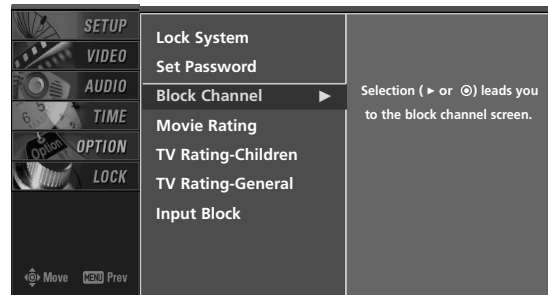 SETUP
VIDEO
AUDIO
TIME
OPTION
LOCK
Move MENU Prev
Lock System
Set Password
Block Channel ►
Movie Rating
TV Rating-Children
TV Rating-General
Input Block
Selection ( ► or ◉) leads you
to the block channel screen.